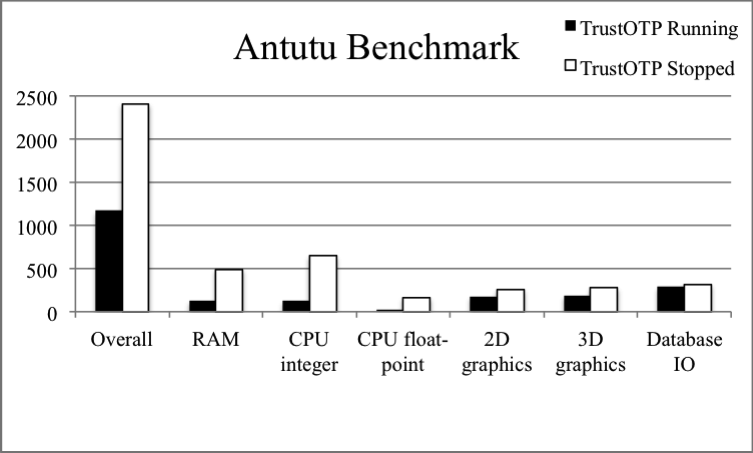 Antutu Benchmark
TrustOTP Running
TrustOTP Stopped
2500
2000
1500
1000
500
0
Overall
RAM
CPU
integer
CPU float-
point
2D
graphics
3D
graphics
Database
IO